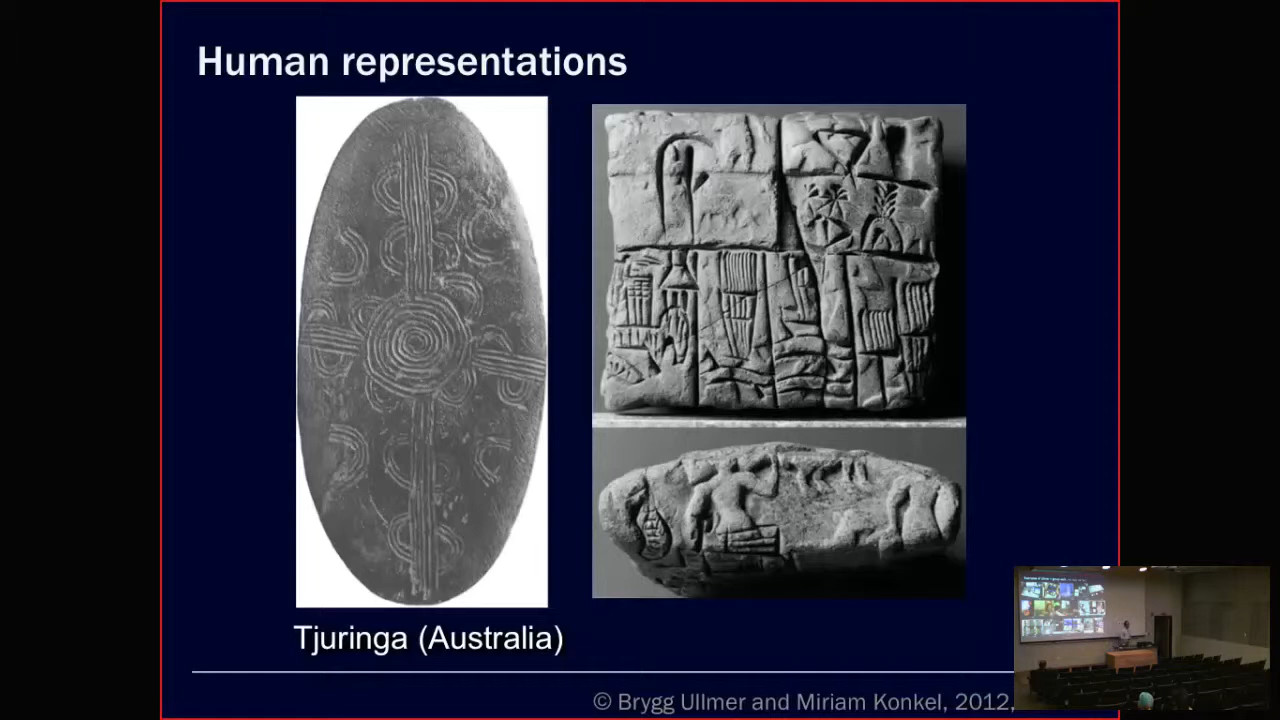 Human representations
Tjuringa (Australia)
© Brygg Ullmer and Miriam Konkel, 2012,